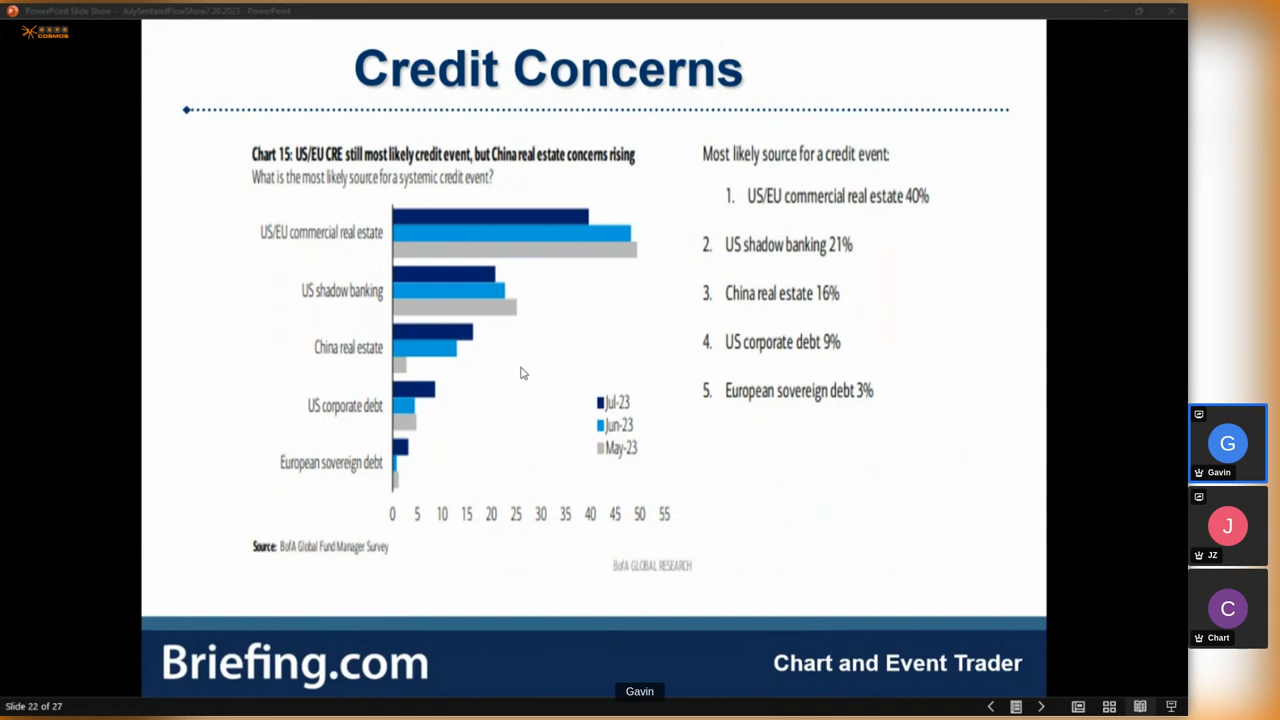 PowerPoint Slide Show - JulySentandFlowShow7.28.2023 - PowerPoint
COSMOS
Credit Concerns
Chart 15: US/EU CRE still most likely credit event, but China real estate concerns rising
What is the most likely source for a systemic credit event?
US/EU commercial real estate
US shadow banking
China real estate
US corporate debt
European sovereign debt
Jul-23
Jun-23
May-23
0 5 10 15 20 25 30 35 40 45 50 55
Source: BofA Global Fund Manager Survey
BofA GLOBAL RESEARCH
Most likely source for a credit event:
1. US/EU commercial real estate 40%
2. US shadow banking 21%
3. China real estate 16%
4. US corporate debt 9%
5. European sovereign debt 3%
G
Gavin
J
JZ
C
Chart
Briefing.com
Chart and Event Trader
Gavin
Slide 22 of 27